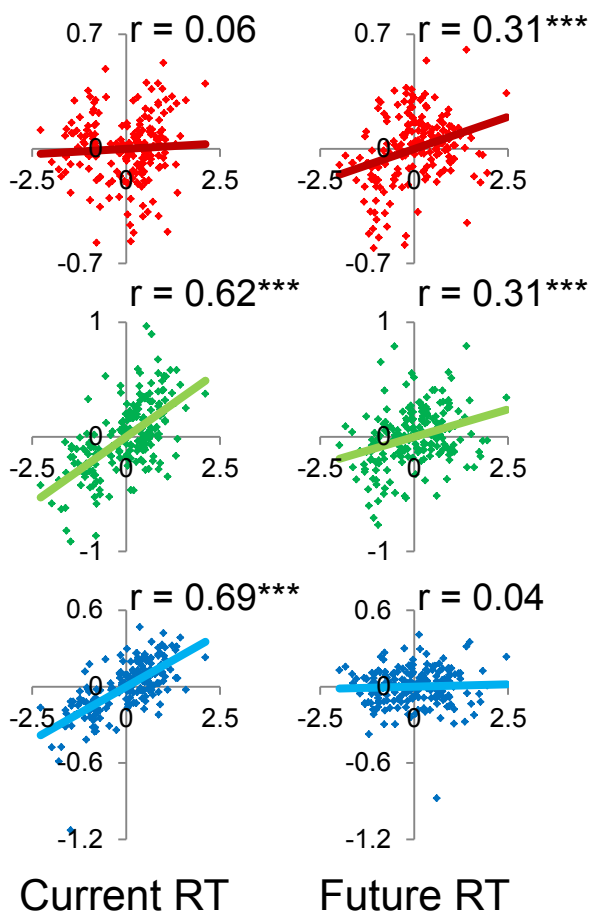 r = 0.06
0.7
0
-2.5 0 2.5
-0.7
r = 0.31***
0.7
0
-2.5 0 2.5
-0.7
r = 0.62***
1
0
-2.5 0 2.5
-1
r = 0.31***
1
0
-2.5 0 2.5
-1
r = 0.69***
0.6
0
-2.5 0 2.5
-0.6
-1.2
r = 0.04
0.6
0
-2.5 0 2.5
-0.6
-1.2
Current RT
Future RT